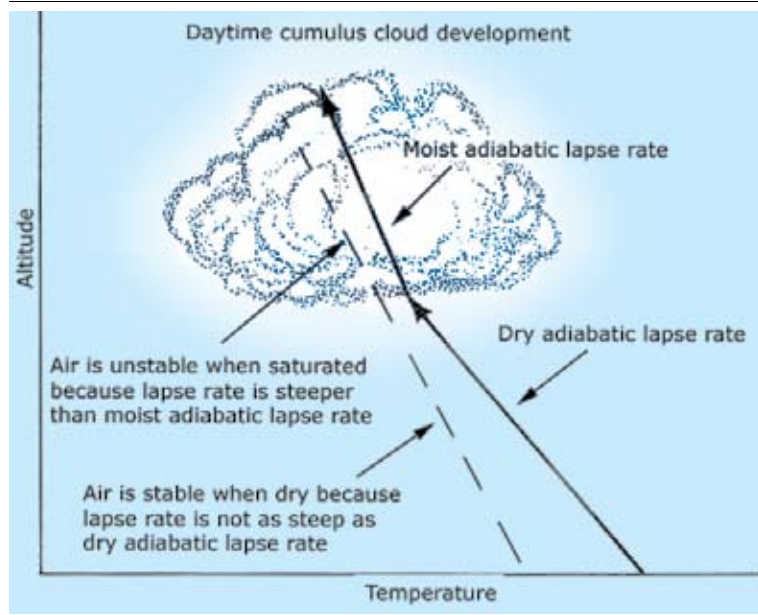 Daytime cumulus cloud development
Moist adiabatic lapse rate
Altitude
Dry adiabatic lapse rate
Air is unstable when saturated
because lapse rate is steeper
than moist adiabatic lapse rate
Air is stable when dry because
lapse rate is not as steep as
dry adiabatic lapse rate
Temperature